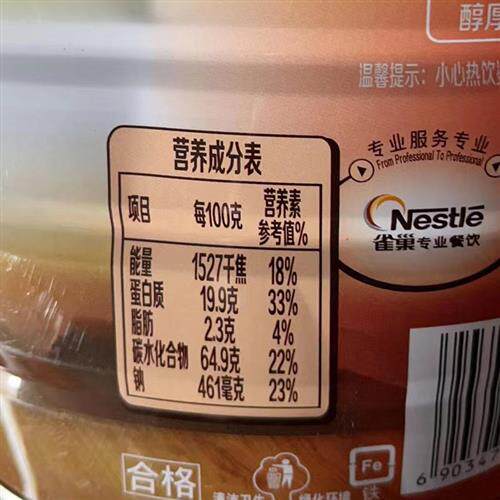 醇厚
温馨提示：小心热饮
专业服务专业
From Professional To Professional
Nestlé
雀巢专业餐饮
营养成分表
项目 每100克 营养素参考值%
能量 1527千焦 18%
蛋白质 19.9克 33%
脂肪 2.3克 4%
碳水化合物 64.9克 22%
钠 461毫克 23%
合格
Fe
6 90347